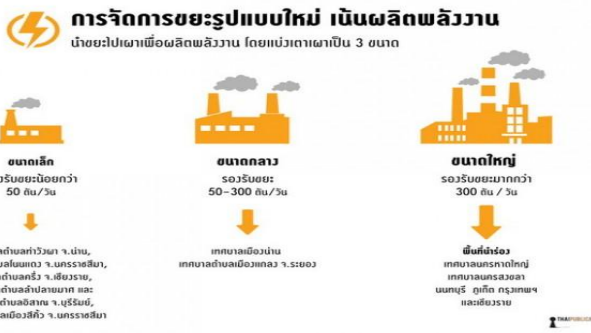 การจัดการขยะรูปแบบใหม่ เน้นผลิตพลังงาน
นำขยะไปเผาเพื่อผลิตพลังงาน โดยแบ่งเตาเผาเป็น 3 ขนาด
ขนาดเล็ก
รองรับขยะน้อยกว่า
50 ตัน/วัน
ตำบลท่าวังผา จ.น่าน,
โนนแดง จ.นครราชสีมา,
ตำบลครึ่ง จ.เชียงราย,
ตำบลลำปลายมาศ และ
ตำบลอิสาณ จ.บุรีรัมย์,
เมืองสีคิ้ว จ.นครราชสีมา
ขนาดกลาง
รองรับขยะ
50-300 ตัน/วัน
เทศบาลเมืองน่าน
เทศบาลตำบลเมืองแกลง จ.ระยอง
ขนาดใหญ่
รองรับขยะมากกว่า
300 ตัน / วัน
พื้นที่นำร่อง
เทศบาลนครหาดใหญ่
เทศบาลนครสงขลา
นนทบุรี ภูเก็ต กรุงเทพฯ
และเชียงราย
THAIPUBLICA